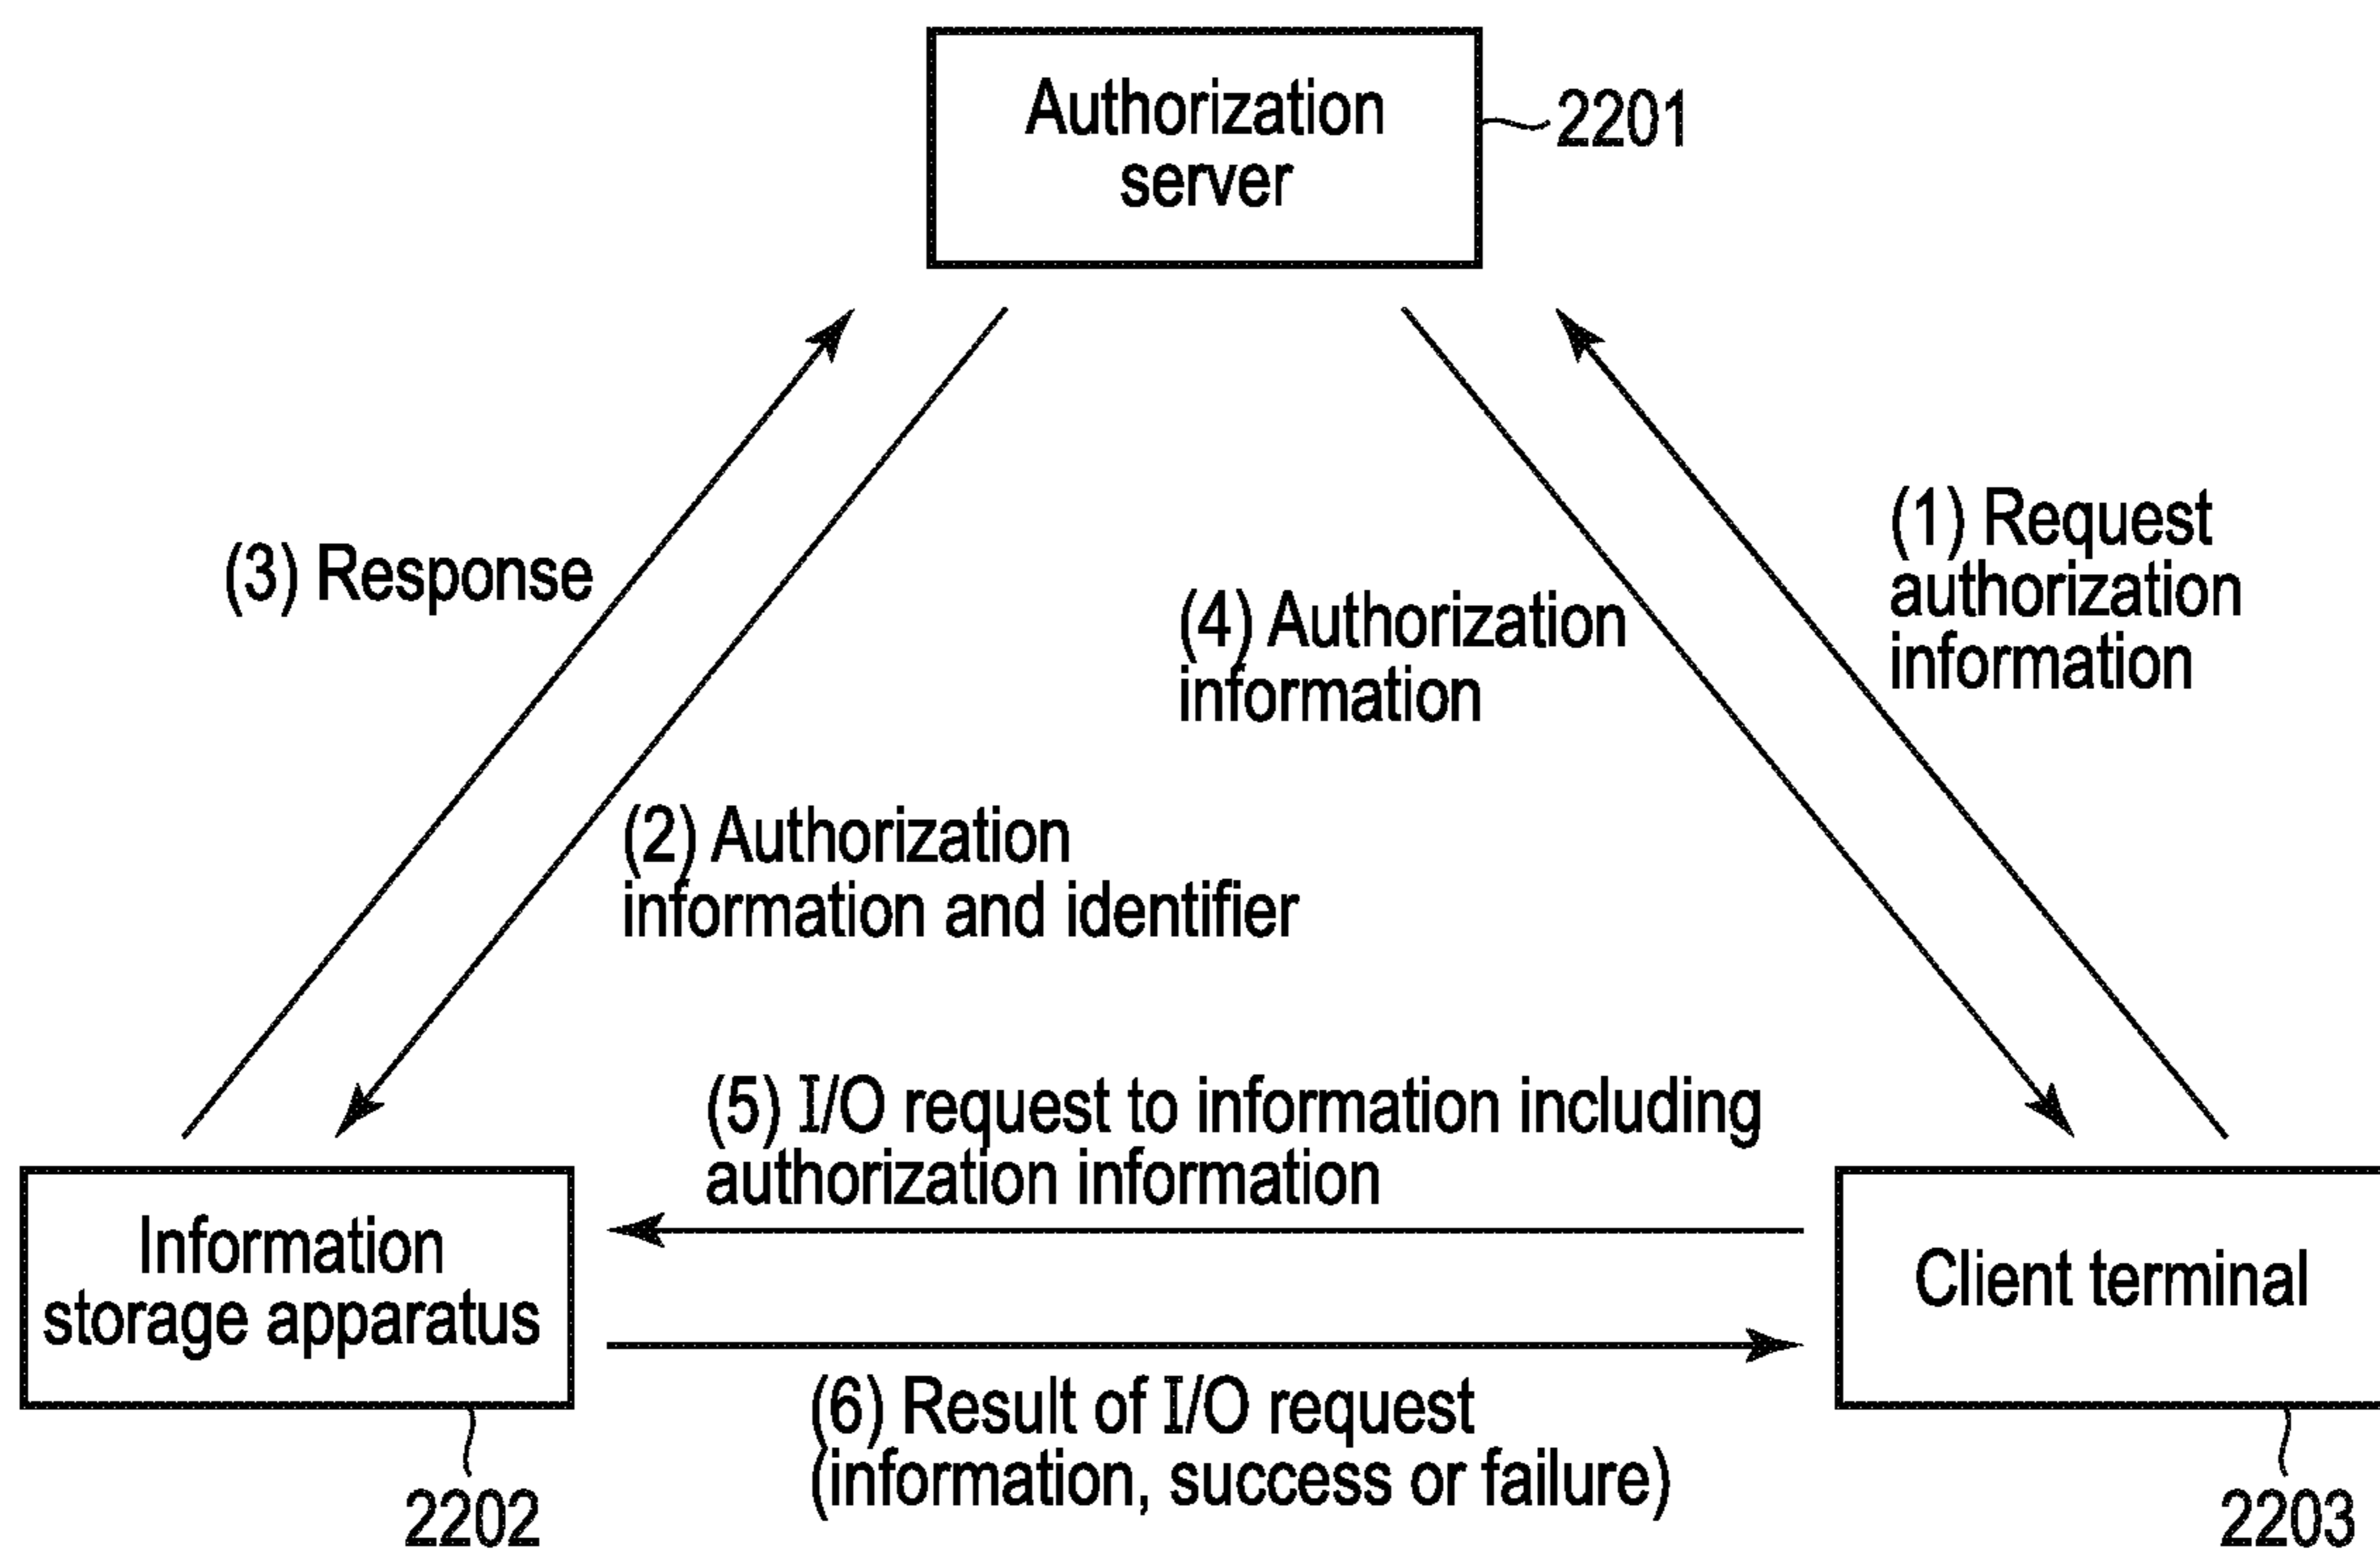 Authorization
server
2201
(1) Request
authorization
information
(3) Response
(4) Authorization
information
(2) Authorization
information and identifier
(5) I/O request to information including
authorization information
Information
storage apparatus
Client terminal
(6) Result of I/O request
(information, success or failure)
2202
2203